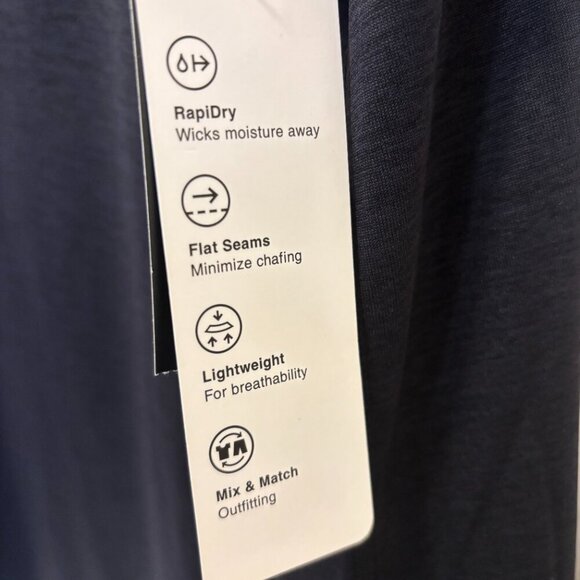 RapiDry
Wicks moisture away
Flat Seams
Minimize chafing
Lightweight
For breathability
Mix & Match
Outfitting